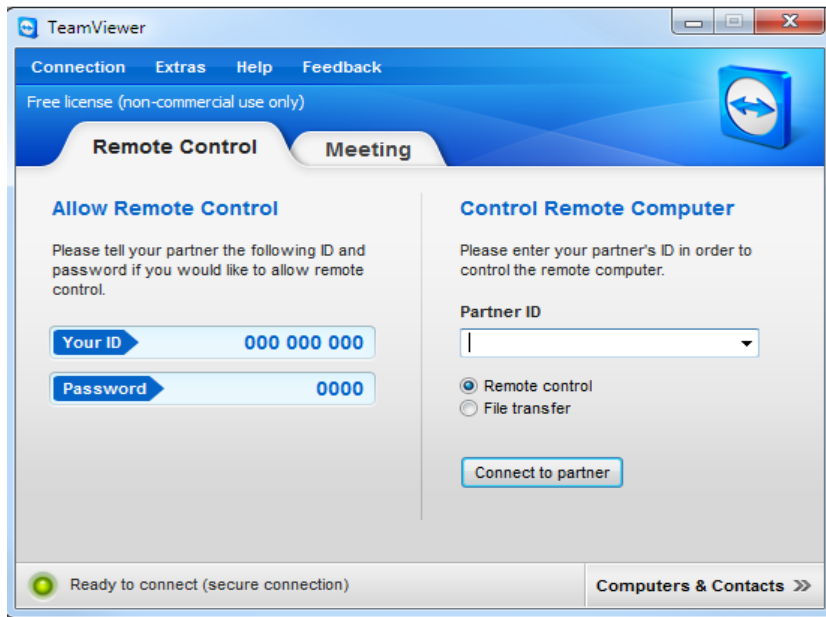 TeamViewer
Connection Extras Help Feedback
Free license (non-commercial use only)
Remote Control Meeting
Allow Remote Control
Please tell your partner the following ID and
password if you would like to allow remote
control.
Your ID 000 000 000
Password 0000
Control Remote Computer
Please enter your partner's ID in order to
control the remote computer.
Partner ID
Remote control
File transfer
Connect to partner
Ready to connect (secure connection)
Computers & Contacts